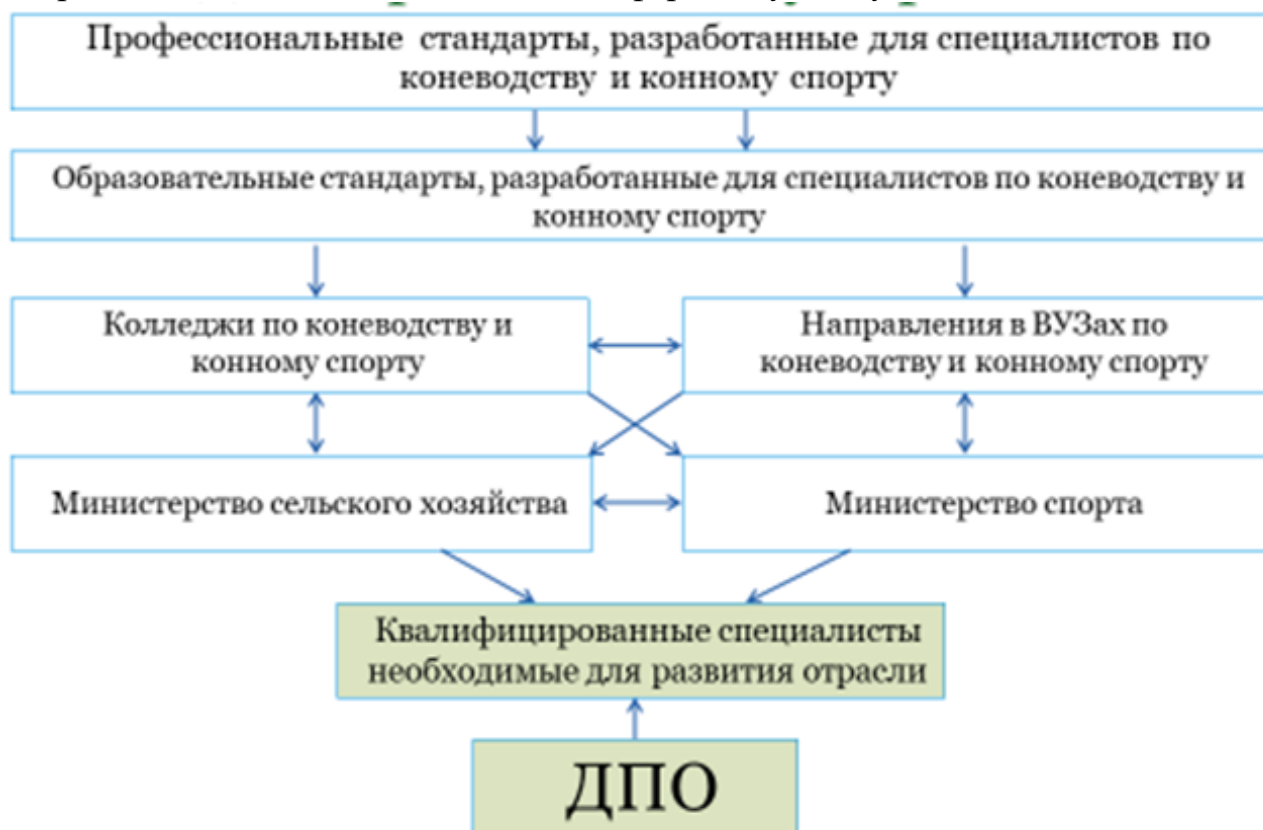 Профессиональные стандарты, разработанные для специалистов по
коневодству и конному спорту
Образовательные стандарты, разработанные для специалистов по коневодству и
конному спорту
Колледжи по коневодству и
конному спорту
Направления в ВУЗах по
коневодству и конному спорту
Министерство сельского хозяйства
Министерство спорта
Квалифицированные специалисты
необходимые для развития отрасли
ДПО